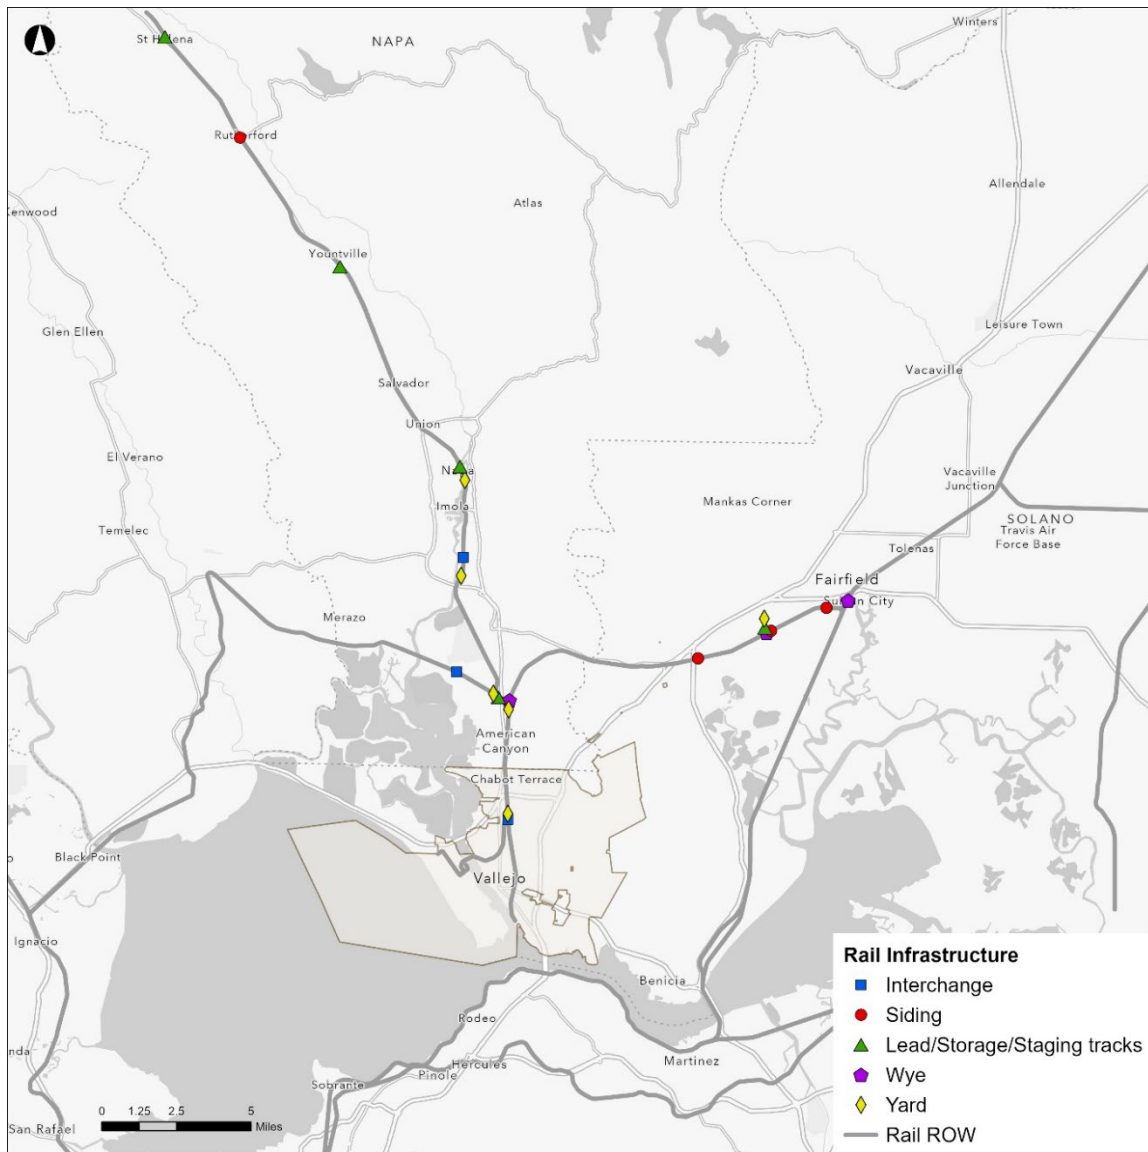 Winters
St Helena
NAPA
Rutherford
Allendale
Kenwood
Atlas
Yountville
Glen Ellen
Leisure Town
Vacaville
Salvador
Union
El Verano
Napa
Vacaville
Junction
Mankas Corner
Imola
SOLANO
Temelec
Travis Air
Force Base
Tolenas
Fairfield
Suisun City
Merazo
American
Canyon
Chabot Terrace
Black Point
Vallejo
Ignacio
Benicia
Rodeo
Martinez
Hercules
Pinole
Sobrante
San Rafael
Rail Infrastructure
Interchange
Siding
Lead/Storage/Staging tracks
Wye
Yard
Rail ROW
0 1.25 2.5 5
Miles